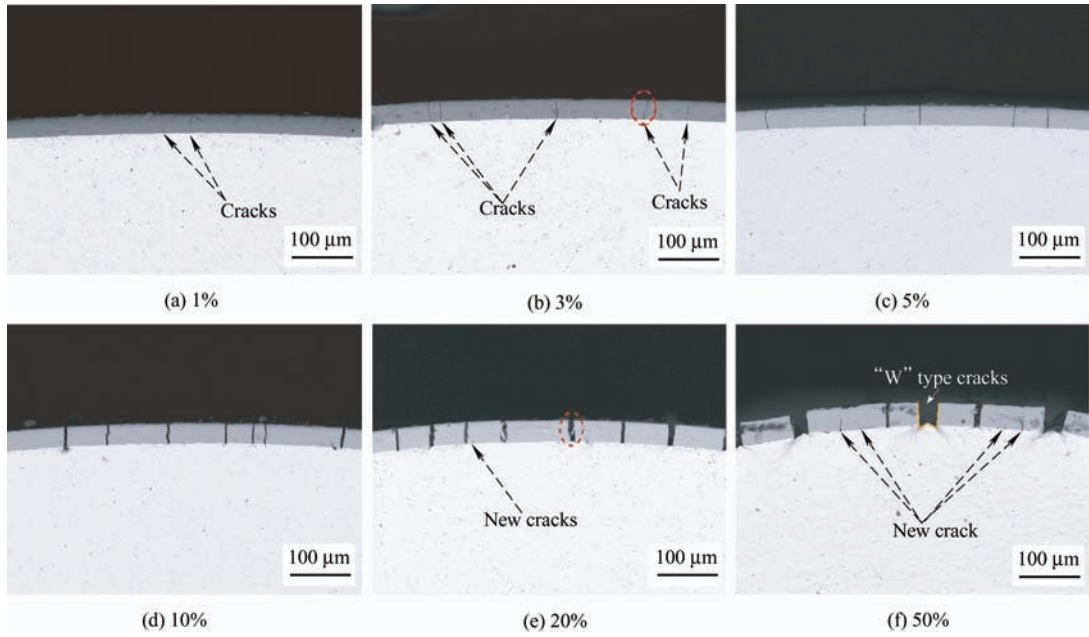 Cracks
100 μm
(a) 1%
Cracks
Cracks
100 μm
(b) 3%
100 μm
(c) 5%
100 μm
(d) 10%
New cracks
100 μm
(e) 20%
“W” type cracks
New crack
100 μm
(f) 50%